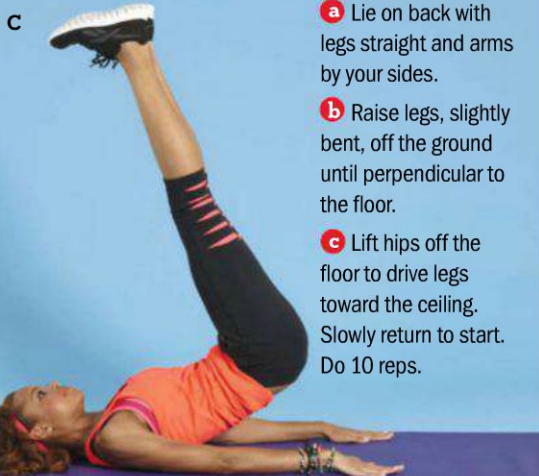 C
a Lie on back with
legs straight and arms
by your sides.
b Raise legs, slightly
bent, off the ground
until perpendicular to
the floor.
c Lift hips off the
floor to drive legs
toward the ceiling.
Slowly return to start.
Do 10 reps.